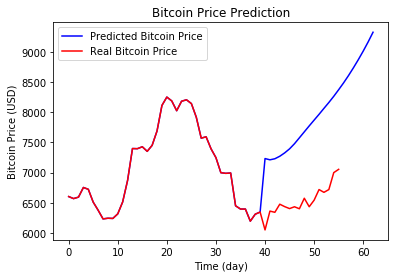 Bitcoin Price Prediction
Predicted Bitcoin Price
Real Bitcoin Price
Bitcoin Price (USD)
9000
8500
8000
7500
7000
6500
6000
0 10 20 30 40 50 60
Time (day)